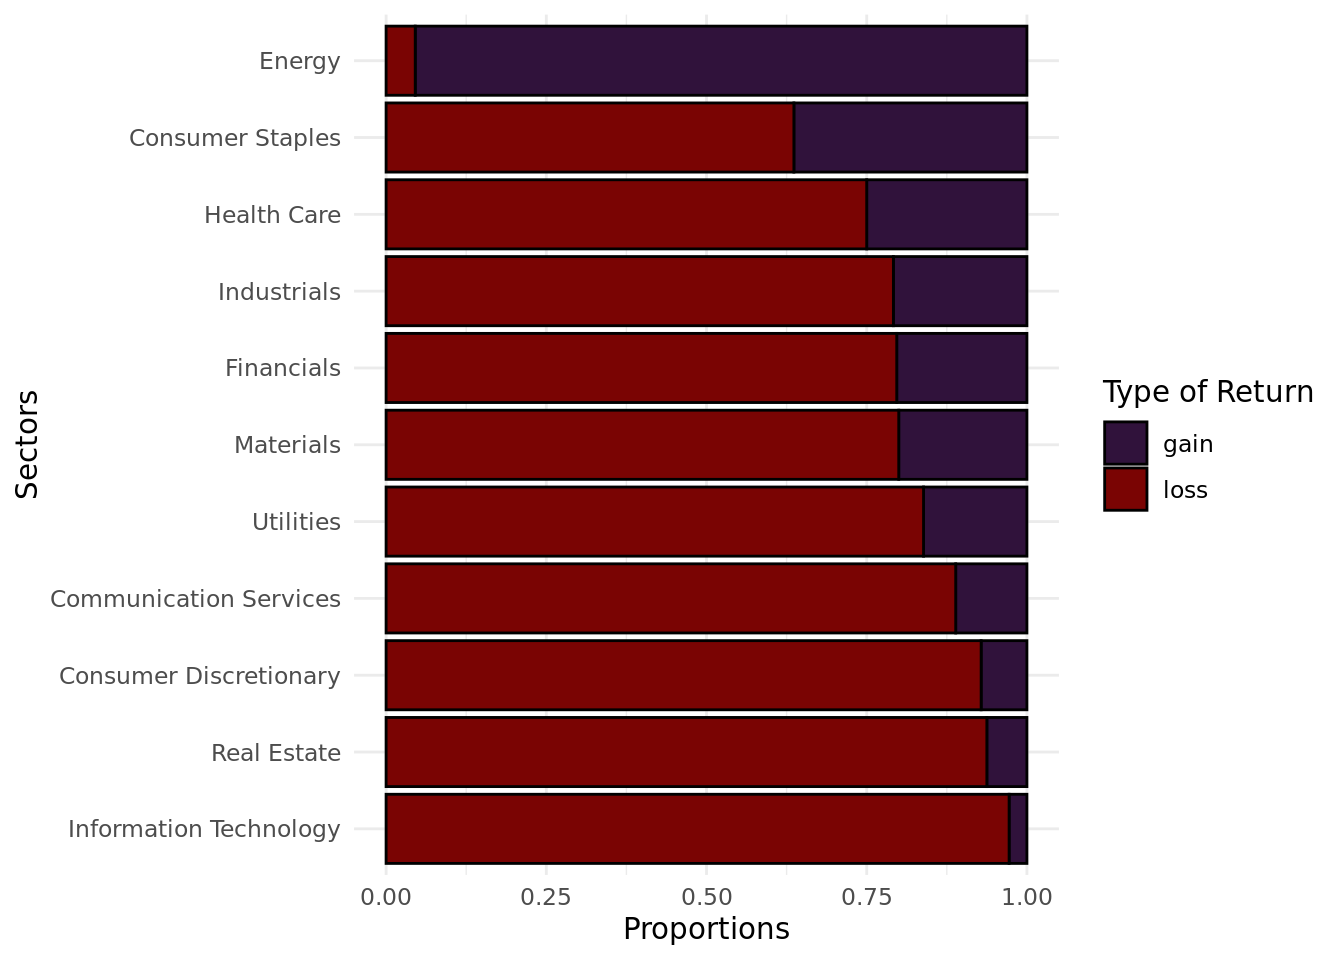 Energy
Consumer Staples
Health Care
Industrials
Financials
Materials
Utilities
Communication Services
Consumer Discretionary
Real Estate
Information Technology
Sectors
0.00 0.25 0.50 0.75 1.00
Proportions
Type of Return
gain
loss